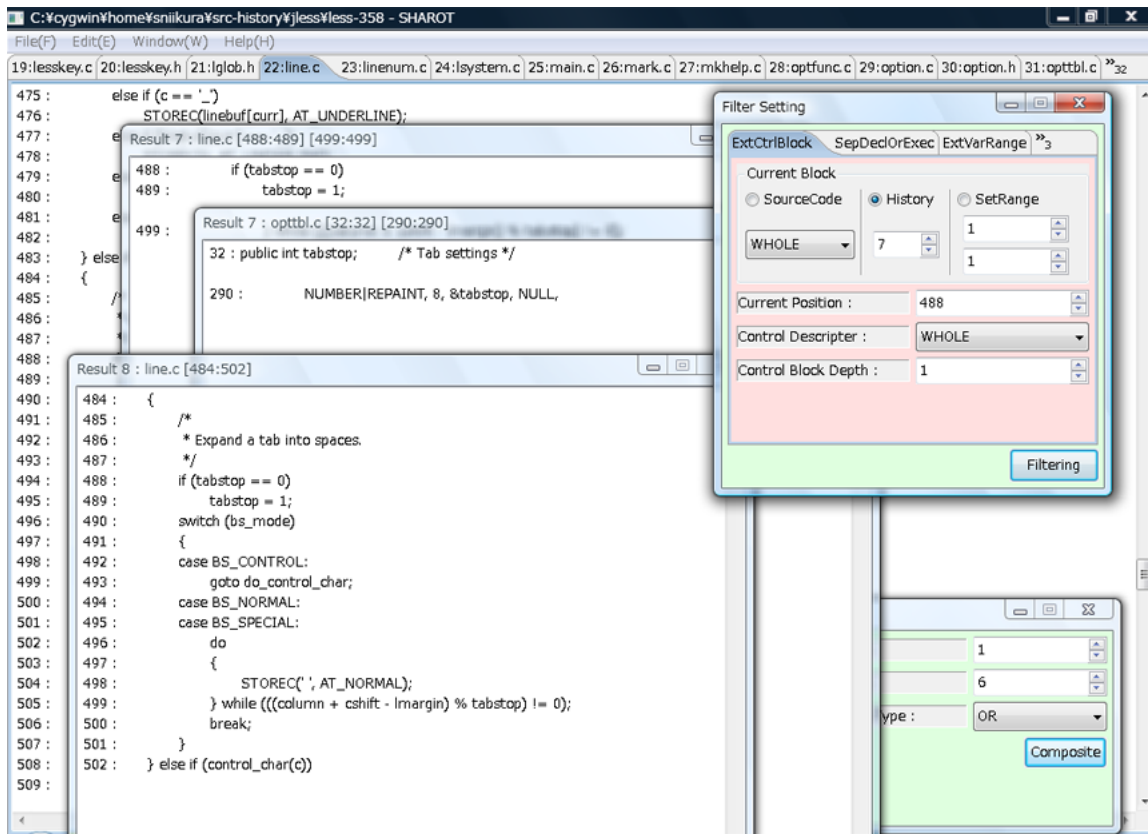 C:¥cygwin¥home¥sniikura¥src-history¥jless¥less-358 - SHAROT
File(F) Edit(E) Window(W) Help(H)
19:lesskey.c 20:lesskey.h 21:lglob.h 22:line.c 23:linenum.c 24:lsystem.c 25:main.c 26:mark.c 27:mkhelp.c 28:optfunc.c 29:option.c 30:option.h 31:opttbl.c »32
475 : else if (c == '_')
476 : STOREC(linebuf[curr], AT_UNDERLINE);
477 : e
478 :
479 : e
480 :
481 : e
482 :
483 : } else
484 : {
485 : /*
486 : *
487 : *
488 :
489 :
490 :
491 :
492 :
493 :
494 :
495 :
496 :
497 :
498 :
499 :
500 :
501 :
502 :
503 :
504 :
505 :
506 :
507 :
508 :
509 :
Result 7 : line.c [488:489] [499:499]
488 : if (tabstop == 0)
489 : tabstop = 1;
499 :
Result 7 : opttbl.c [32:32] [290:290]
32 : public int tabstop; /* Tab settings */
290 : NUMBER|REPAINT, 8, &tabstop, NULL,
Result 8 : line.c [484:502]
484 : {
485 : /*
486 : * Expand a tab into spaces.
487 : */
488 : if (tabstop == 0)
489 : tabstop = 1;
490 : switch (bs_mode)
491 : {
492 : case BS_CONTROL:
493 : goto do_control_char;
494 : case BS_NORMAL:
495 : case BS_SPECIAL:
496 : do
497 : {
498 : STOREC(' ', AT_NORMAL);
499 : } while (((column + cshift - lmargin) % tabstop) != 0);
500 : break;
501 : }
502 : } else if (control_char(c))
Filter Setting
ExtCtrlBlock SepDeclOrExec ExtVarRange »3
Current Block
SourceCode History SetRange
WHOLE 7 1
1
Current Position : 488
Control Descripter : WHOLE
Control Block Depth : 1
Filtering
1
6
ype : OR
Composite